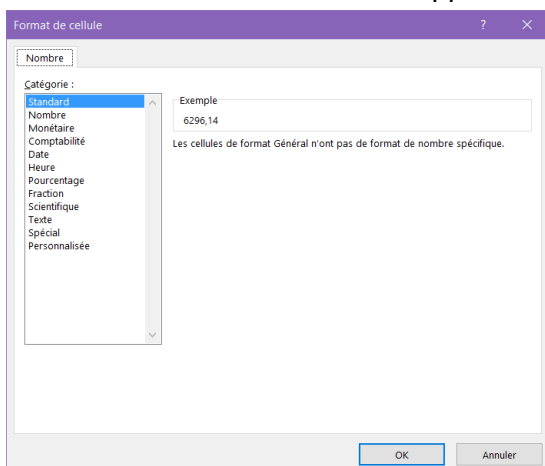 Format de cellule
Nombre
Catégorie :
Standard
Nombre
Monétaire
Comptabilité
Date
Heure
Pourcentage
Fraction
Scientifique
Texte
Spécial
Personnalisée
Exemple
6296,14
Les cellules de format Général n'ont pas de format de nombre spécifique.
OK
Annuler